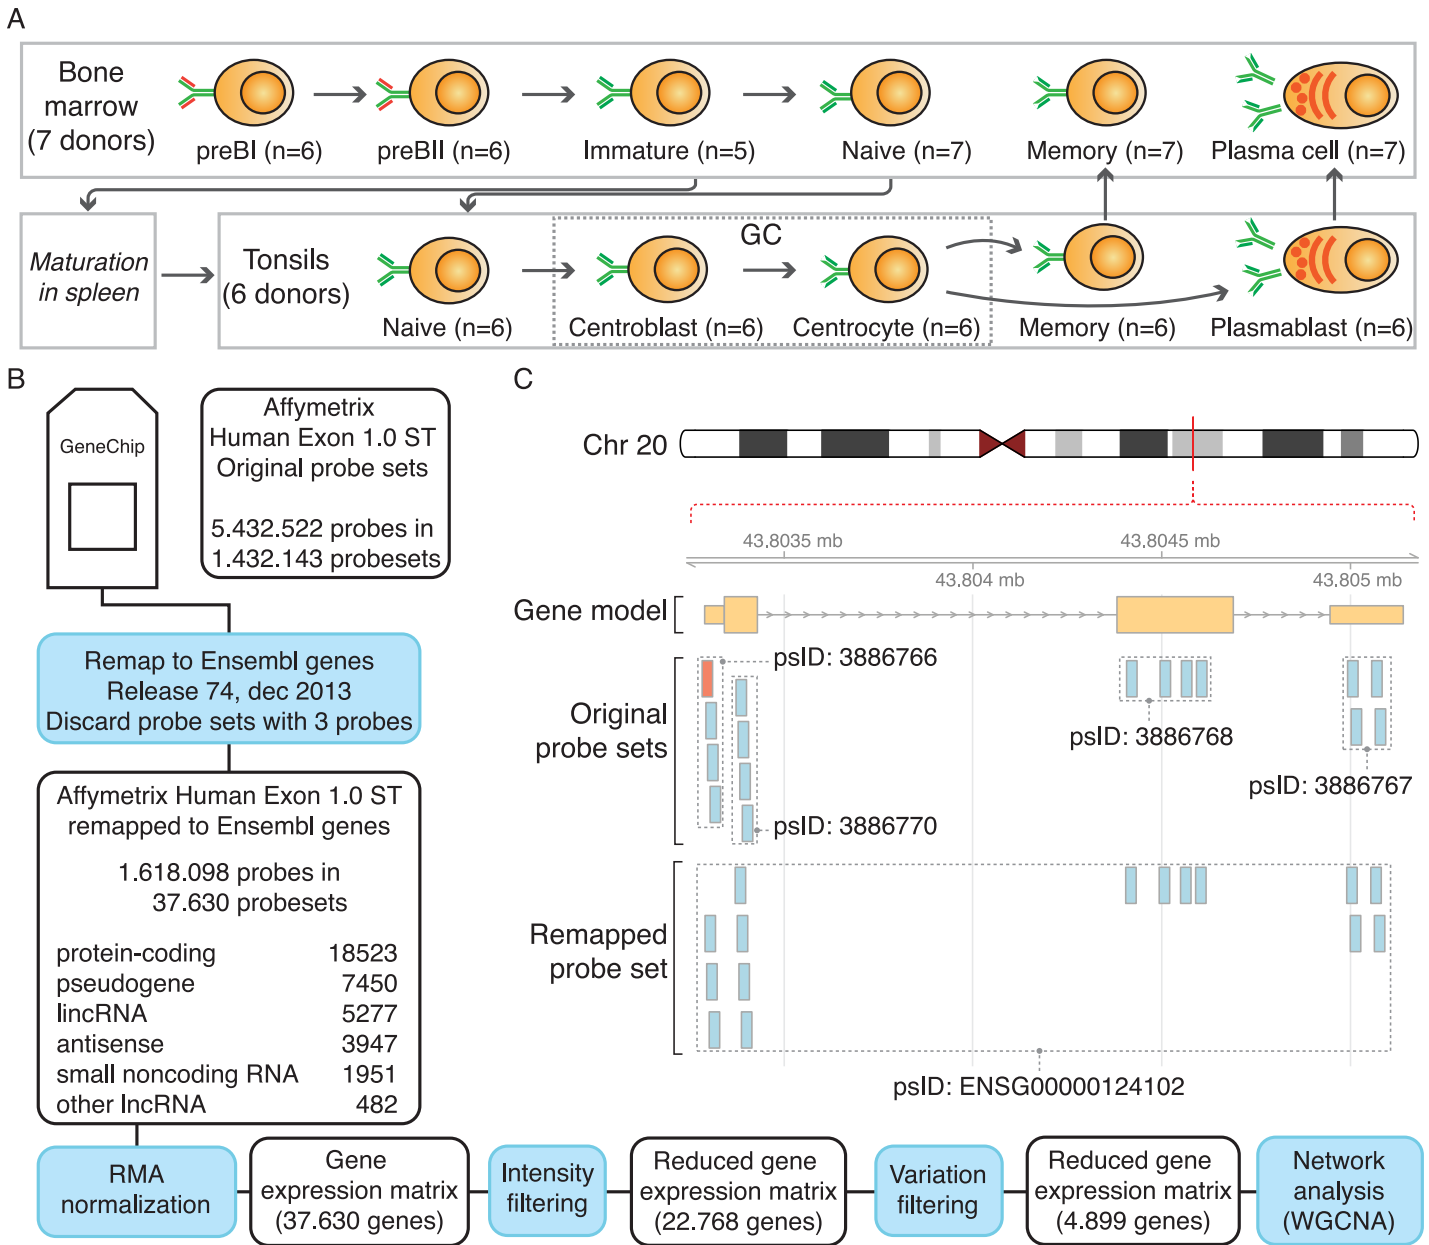 A
Bone
marrow
(7 donors)
preBI (n=6)
preBII (n=6)
Immature (n=5)
Naive (n=7)
Memory (n=7)
Plasma cell (n=7)
Maturation
in spleen
Tonsils
(6 donors)
GC
Naive (n=6)
Centroblast (n=6)
Centrocyte (n=6)
Memory (n=6)
Plasmablast (n=6)
B
GeneChip
Affymetrix
Human Exon 1.0 ST
Original probe sets
5.432.522 probes in
1.432.143 probesets
Remap to Ensembl genes
Release 74, dec 2013
Discard probe sets with 3 probes
Affymetrix Human Exon 1.0 ST
remapped to Ensembl genes
1.618.098 probes in
37.630 probesets
protein-coding 18523
pseudogene 7450
lincRNA 5277
antisense 3947
small noncoding RNA 1951
other lncRNA 482
RMA
normalization
Gene
expression matrix
(37.630 genes)
Intensity
filtering
Reduced gene
expression matrix
(22.768 genes)
Variation
filtering
Reduced gene
expression matrix
(4.899 genes)
Network
analysis
(WGCNA)
C
Chr 20
43.8035 mb
43.8045 mb
43.804 mb
43.805 mb
Gene model
Original
probe sets
psID: 3886766
psID: 3886768
psID: 3886767
psID: 3886770
Remapped
probe set
psID: ENSG00000124102